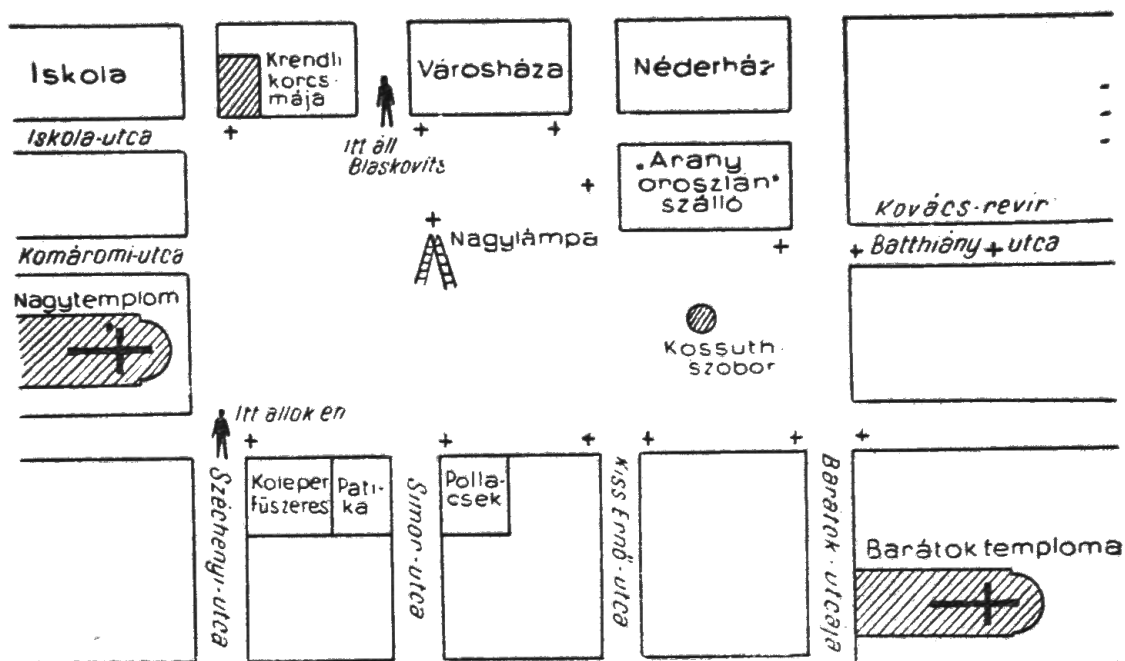 Iskola
Krendli
korcs-
mája
Városháza
Néderház
Iskola-utca
Itt áll
Blaskovits
„Arany
oroszlán"
szálló
Kovács-revir
Komáromi-utca
Nagylámpa
Batthiány utca
Nagytemplom
Kossuth
szobor
Itt állok én
Koleper
fűszeres
Pati-
ka
Polla-
csek
Széchenyi-utca
Simor-utca
Kiss Ernő-utca
Barátok-utcája
Barátok temploma